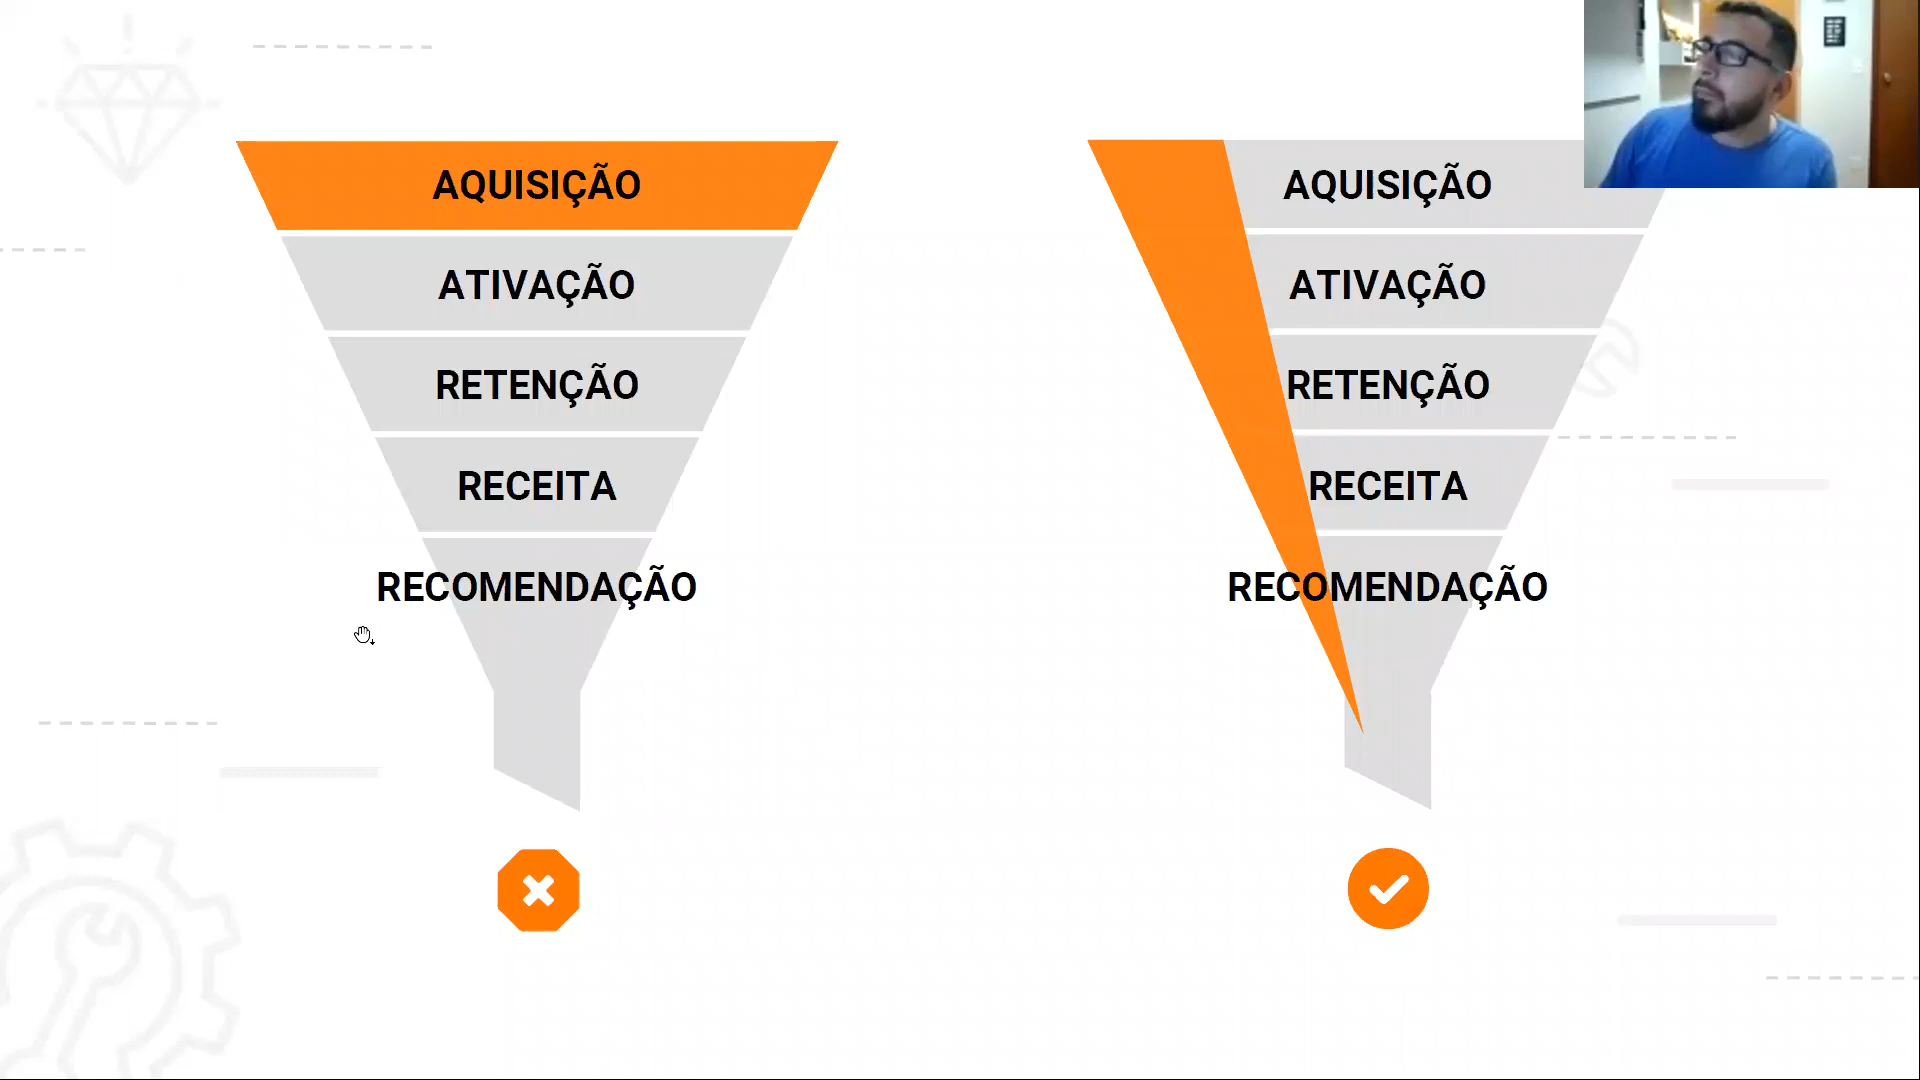 AQUISIÇÃO
ATIVAÇÃO
RETENÇÃO
RECEITA
RECOMENDAÇÃO
AQUISIÇÃO
ATIVAÇÃO
RETENÇÃO
RECEITA
RECOMENDAÇÃO